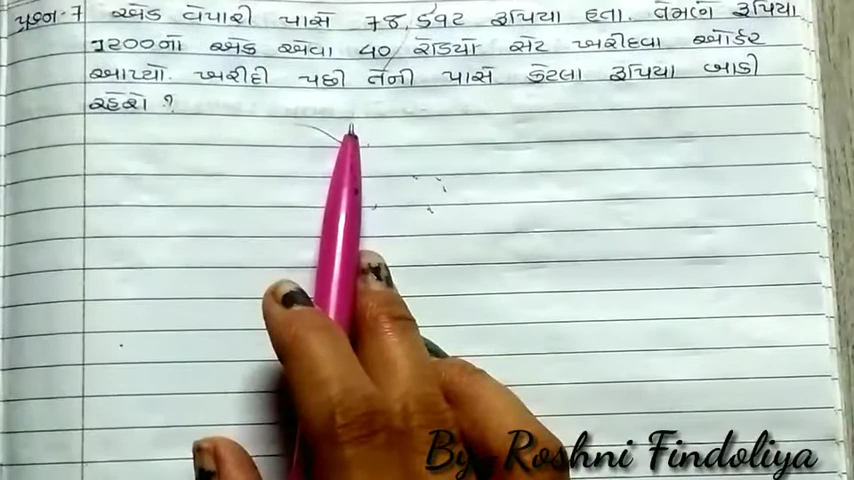 પ્રશ્ન-7 એક વેપારી પાસે 78,592 રૂપિયા હતા. તેમણે રૂપિયા
1200નો એક એવા 40 રેડિયો સેટ ખરીદવા ઓર્ડર
આપ્યો. ખરીદી પછી તેની પાસે કેટલા રૂપિયા બાકી
રહેશે ?
By, Roshni Findoliya